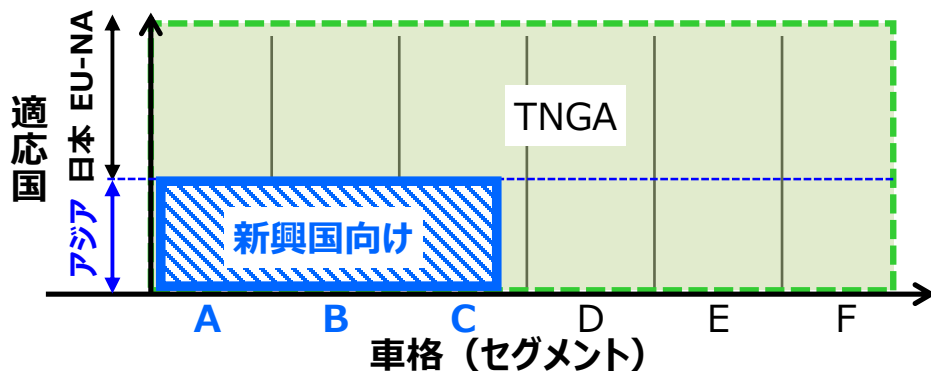 適応国
日本 EU-NA
アジア
TNGA
新興国向け
A B C D E F
車格（セグメント）